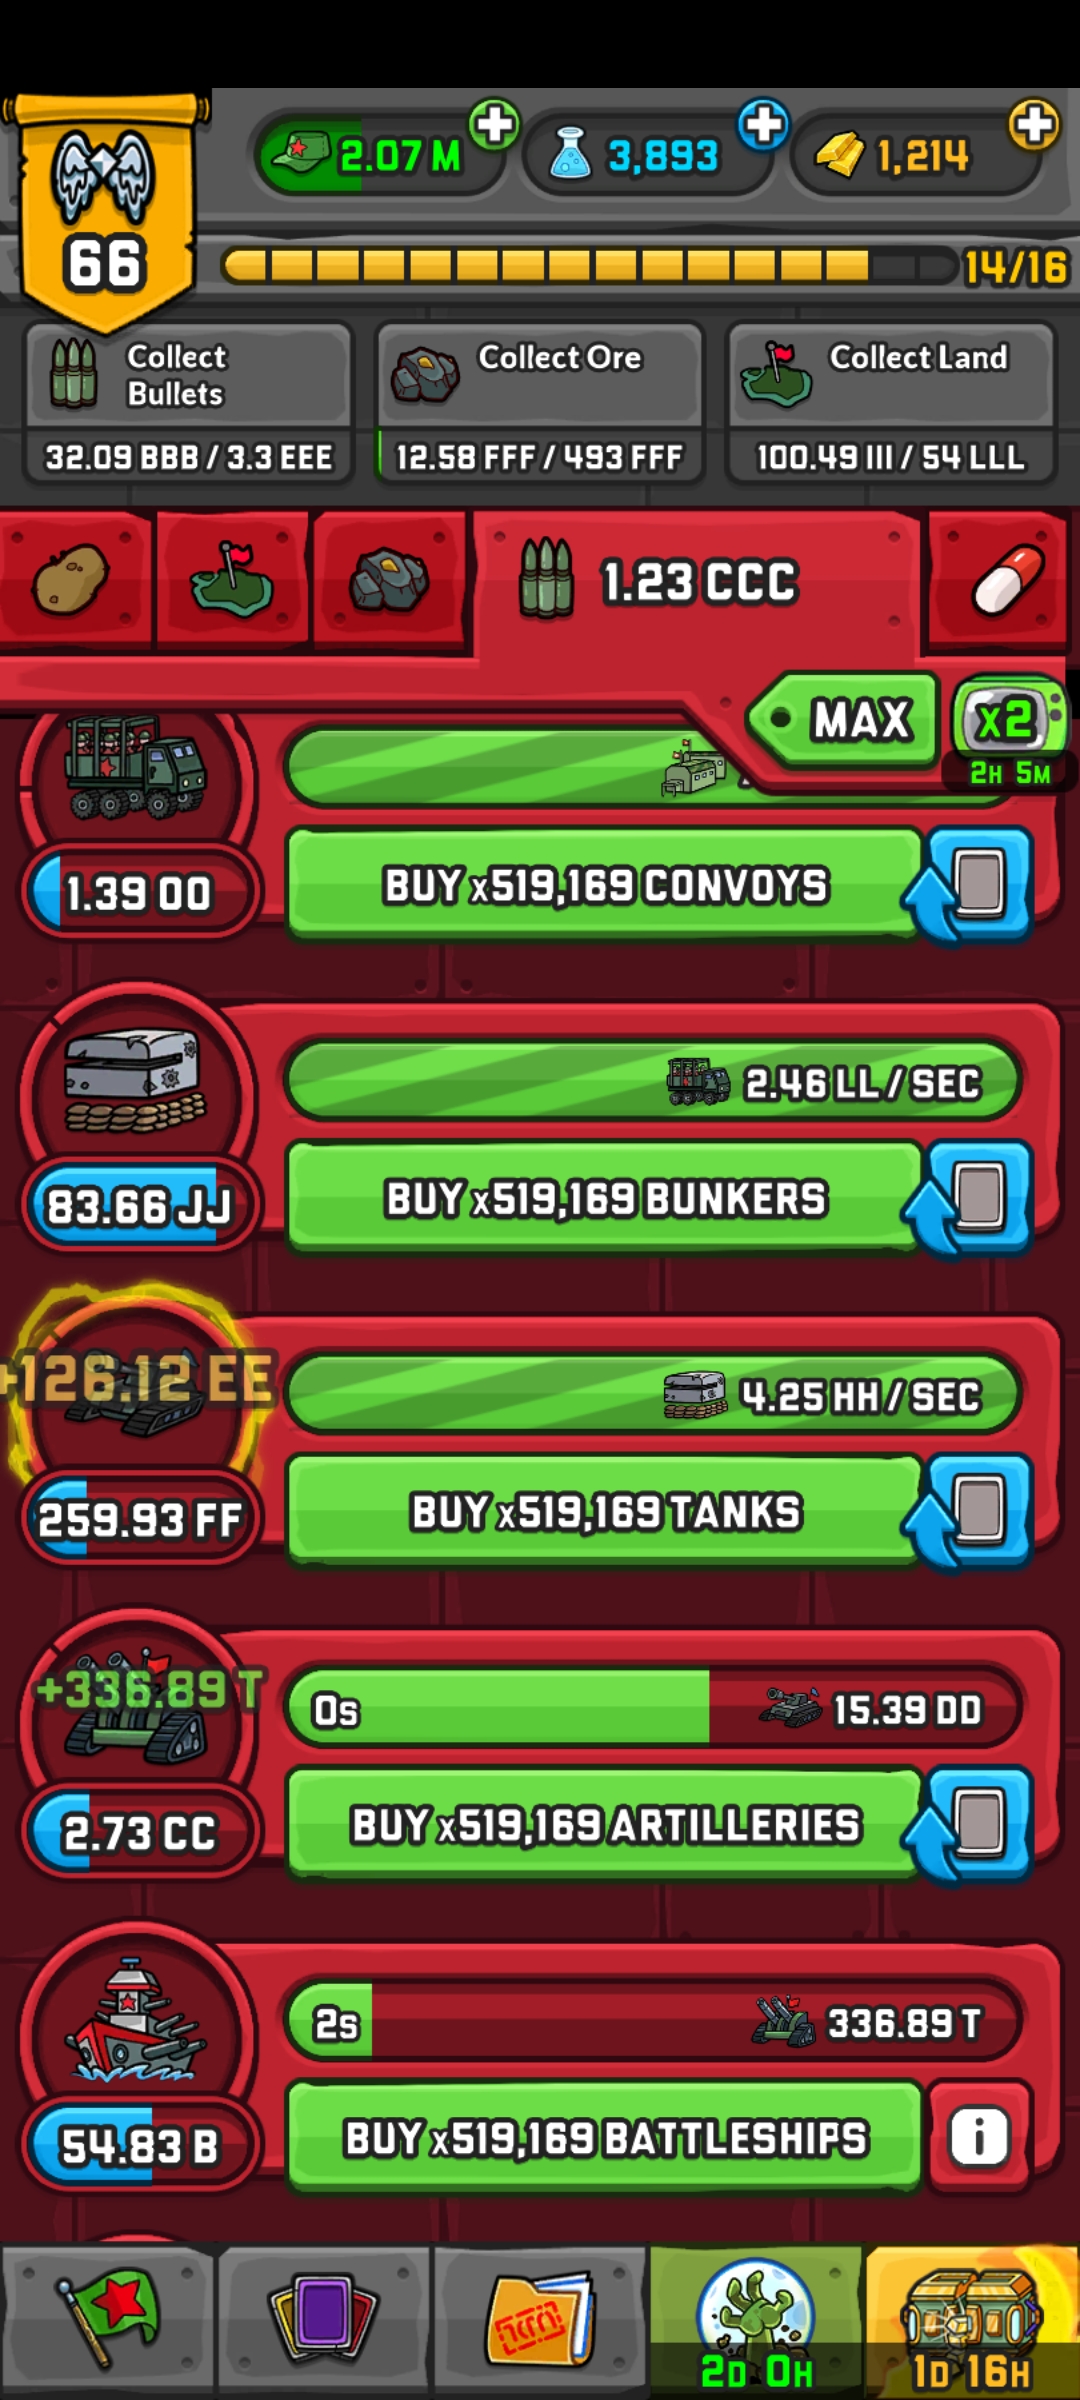 2.07 M
3,893
1,214
66
14/16
Collect
Bullets
Collect Ore
Collect Land
32.09 BBB / 3.3 EEE
12.58 FFF / 493 FFF
100.49 III / 54 LLL
1.23 CCC
MAX
x2
2H 5M
1.39 OO
BUY x519,169 CONVOYS
2.46 LL / SEC
83.66 JJ
BUY x519,169 BUNKERS
+126.12 EE
4.25 HH / SEC
259.93 FF
BUY x519,169 TANKS
+336.89 T
0s
15.39 DD
2.73 CC
BUY x519,169 ARTILLERIES
2s
336.89 T
54.83 B
BUY x519,169 BATTLESHIPS
i
2D 0H
1D 16H